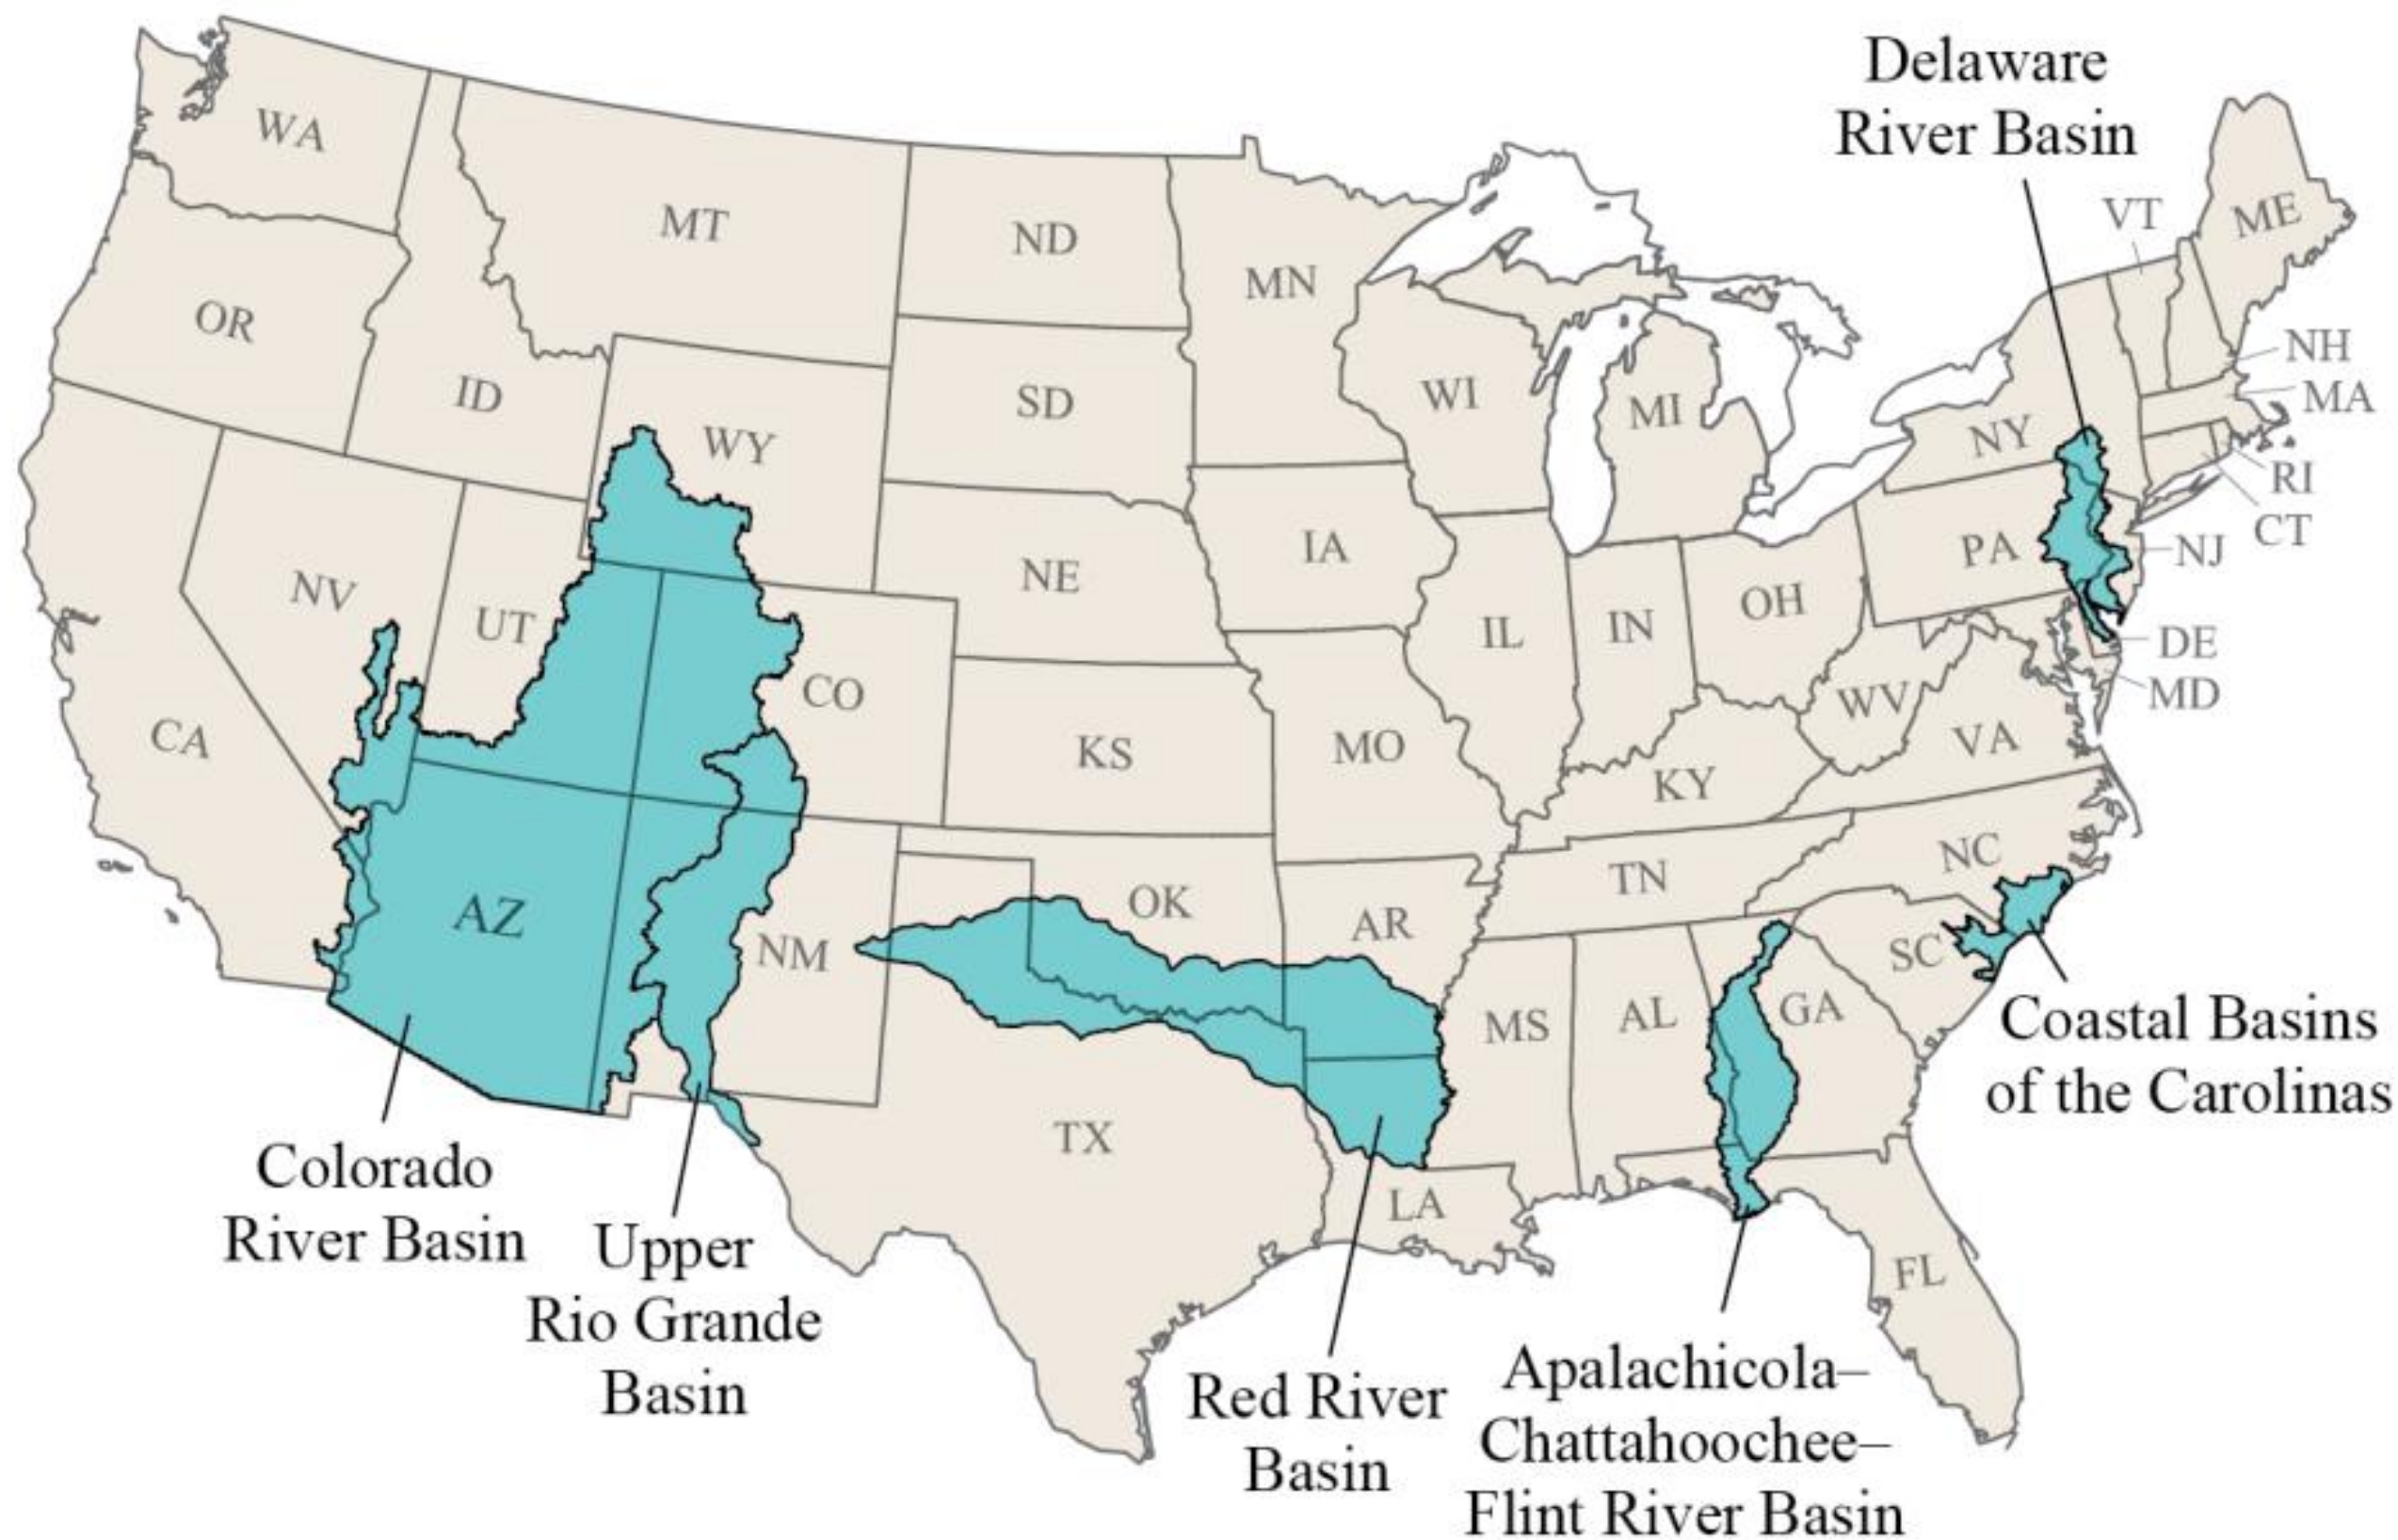 Delaware
River Basin
WA
MT
ND
MN
VT
ME
OR
ID
WY
SD
WI
MI
NY
NH
MA
RI
CT
NV
UT
CO
NE
IA
IL
IN
OH
PA
NJ
DE
MD
CA
KS
MO
KY
WV
VA
AZ
NM
OK
AR
TN
NC
SC
MS
AL
GA
TX
LA
FL
Coastal Basins
of the Carolinas
Colorado
River Basin
Upper
Rio Grande
Basin
Red River
Basin
Apalachicola–
Chattahoochee–
Flint River Basin